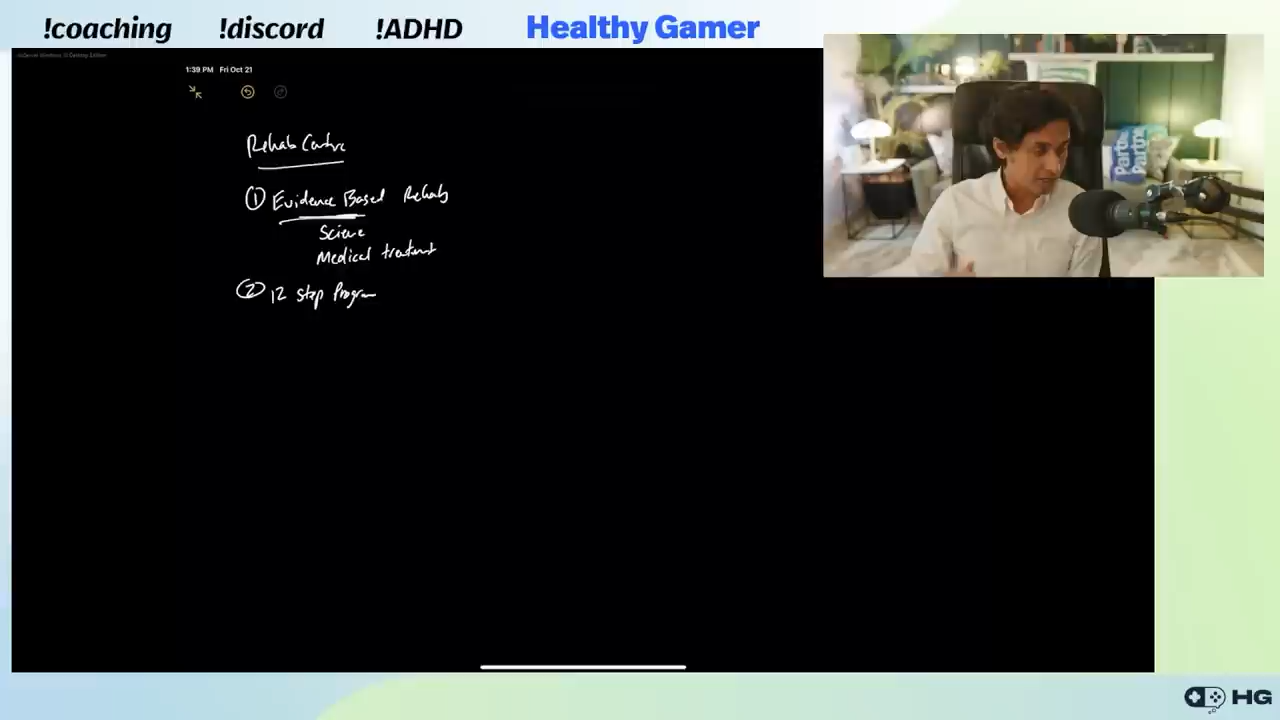 !coaching !discord !ADHD Healthy Gamer
1:39 PM Fri Oct 21
Rehab Centre
① Evidence Based Rehab
Science
Medical treatment
② 12 step Program
HG